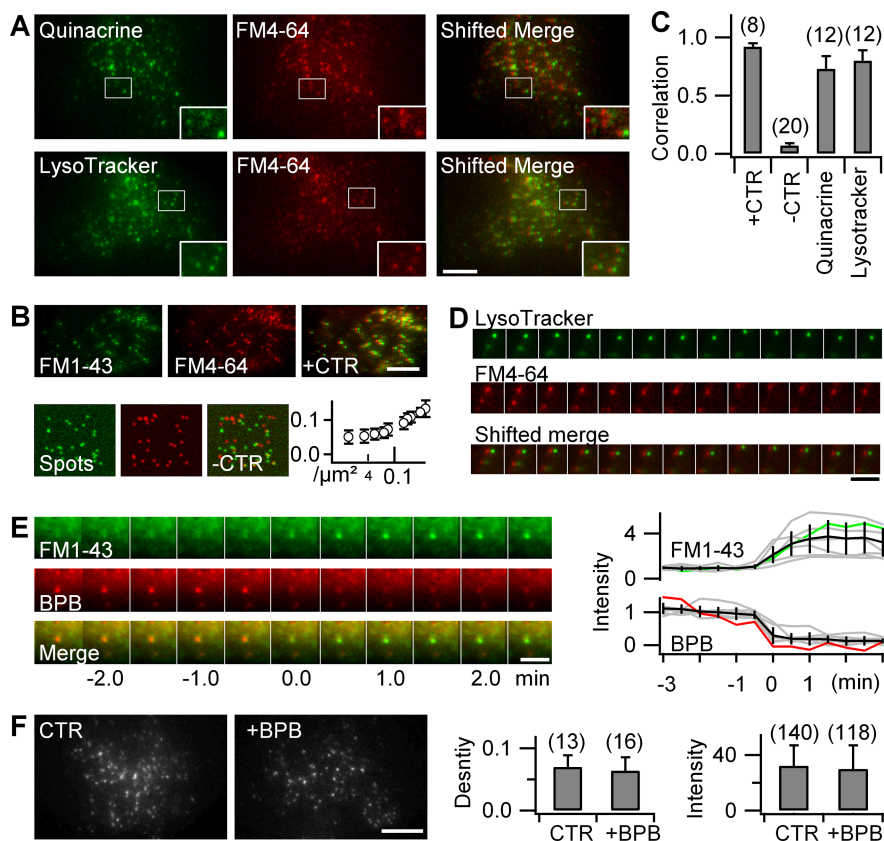 A
Quinacrine
FM4-64
Shifted Merge
LysoTracker
FM4-64
Shifted Merge
C
Correlation
1.0
0.5
0.0
(8)
(20)
(12)
(12)
+CTR
-CTR
Quinacrine
Lysotracker
B
FM1-43
FM4-64
+CTR
Spots
-CTR
0.1
0.0
/µm²
4
0.1
D
LysoTracker
FM4-64
Shifted merge
E
FM1-43
BPB
Merge
-2.0
-1.0
0.0
1.0
2.0
min
Intensity
4
0
FM1-43
1
0
BPB
-3
-1
0
1
(min)
F
CTR
+BPB
Desntiy
0.1
0.0
(13)
(16)
CTR
+BPB
Intensity
40
0
(140)
(118)
CTR
+BPB